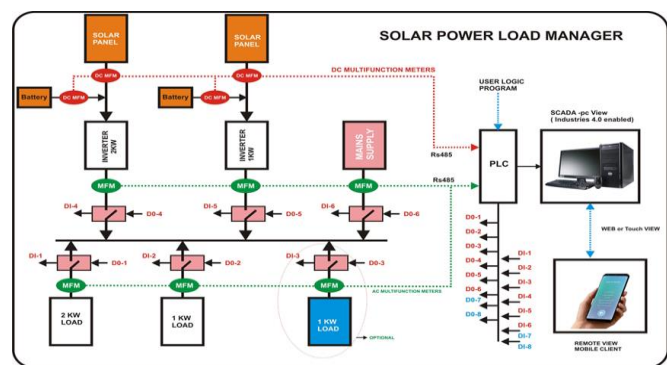 SOLAR POWER LOAD MANAGER
SOLAR
PANEL
SOLAR
PANEL
DC MFM
DC MFM
DC MULTIFUNCTION METERS
Battery
DC MFM
Battery
DC MFM
USER LOGIC
PROGRAM
SCADA -pc View
( Industries 4.0 enabled)
INVERTER
2KW
INVERTER
1KW
MAINS
SUPPLY
Rs485
PLC
MFM
MFM
MFM
Rs485
DI-4
D0-4
DI-5
D0-5
DI-6
D0-6
WEB or Touch VIEW
DI-1
D0-1
DI-2
D0-2
DI-3
D0-3
MFM
MFM
MFM
AC MULTIFUNCTION METERS
2 KW
LOAD
1 KW
LOAD
1 KW
LOAD
OPTIONAL
D0-1
D0-2
D0-3
D0-4
D0-5
D0-6
D0-7
D0-8
DI-1
DI-2
DI-3
DI-4
DI-5
DI-6
DI-7
DI-8
REMOTE VIEW
MOBILE CLIENT